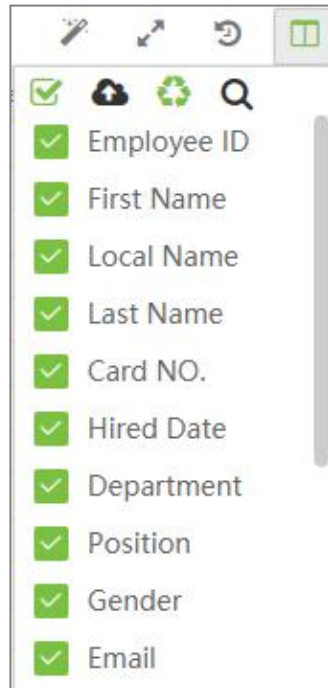 Employee ID
First Name
Local Name
Last Name
Card NO.
Hired Date
Department
Position
Gender
Email